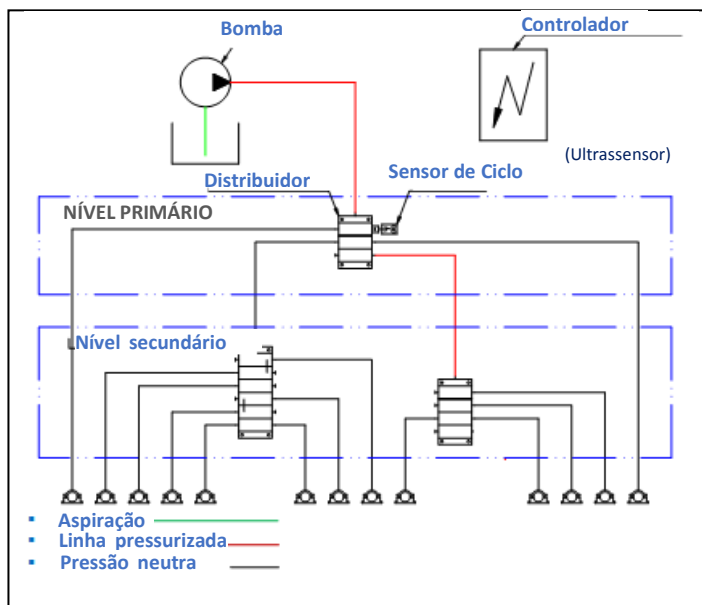 Bomba
Controlador
(Ultrassensor)
Distribuidor
Sensor de Ciclo
NÍVEL PRIMÁRIO
Nível secundário
▪ Aspiração
▪ Linha pressurizada
▪ Pressão neutra